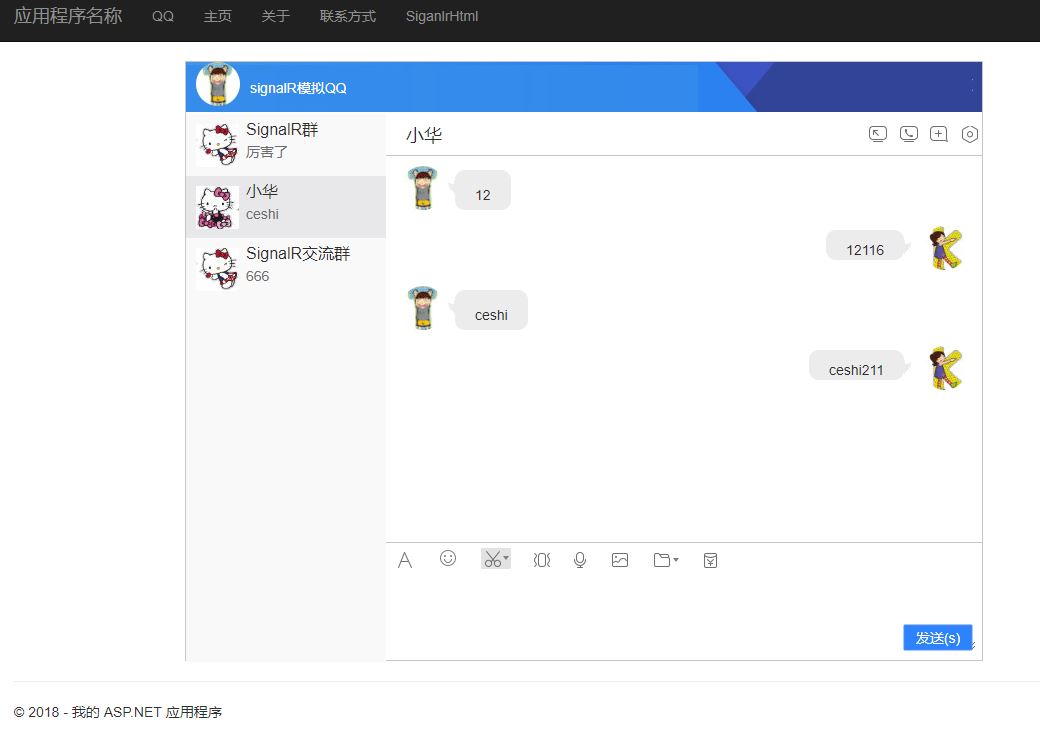 应用程序名称 QQ 主页 关于 联系方式 SiganlrHtml
signalR模拟QQ
SignalR群
厉害了
小华
ceshi
SignalR交流群
666
小华
12
12116
ceshi
ceshi211
发送(s)
© 2018 - 我的 ASP.NET 应用程序